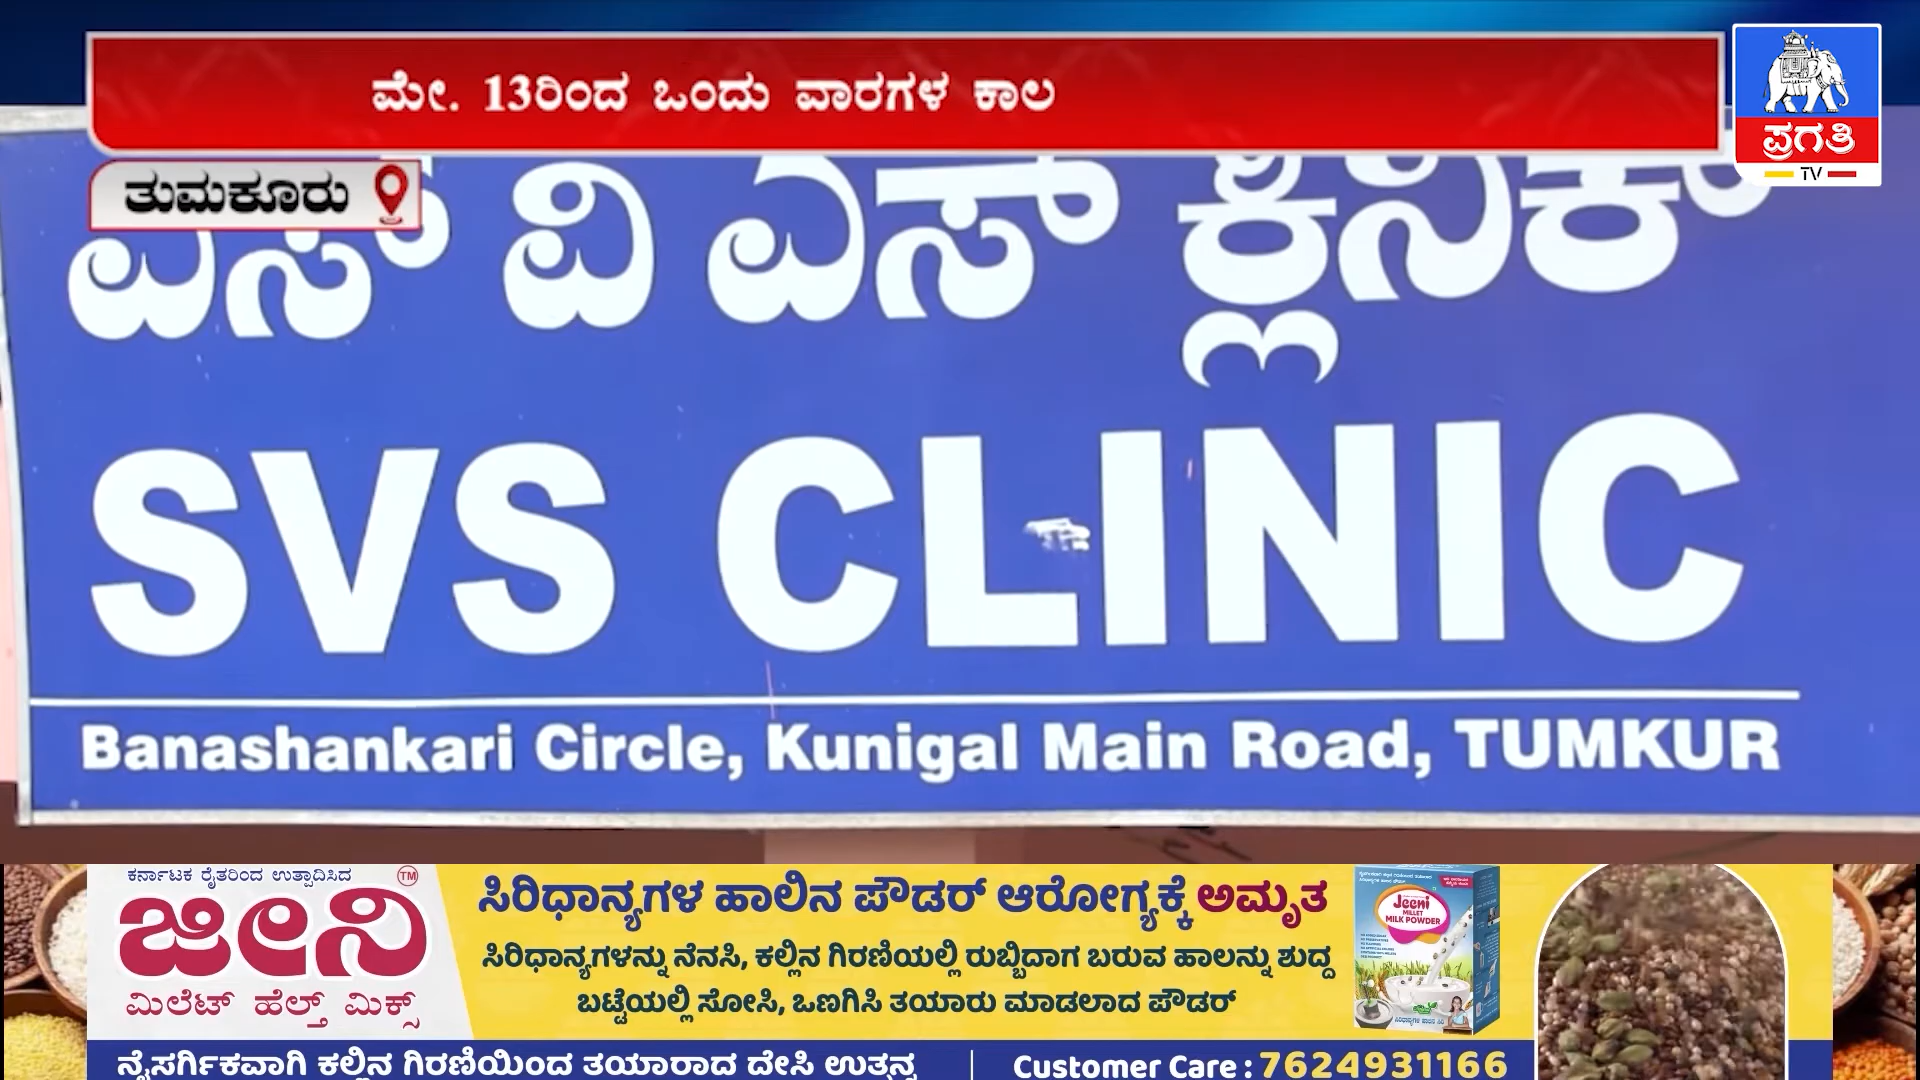 ಮೇ. 13ರಿಂದ ಒಂದು ವಾರಗಳ ಕಾಲ
ಪ್ರಗತಿ
TV
ತುಮಕೂರು
ಎಸ್ ವಿ ಎಸ್ ಕ್ಲಿನಿಕ್
SVS CLINIC
Banashankari Circle, Kunigal Main Road, TUMKUR
ಕರ್ನಾಟಕ ರೈತರಿಂದ ಉತ್ಪಾದಿಸಿದ
TM
ಜೀನಿ
ಮಿಲೆಟ್ ಹೆಲ್ತ್ ಮಿಕ್ಸ್
ಸಿರಿಧಾನ್ಯಗಳ ಹಾಲಿನ ಪೌಡರ್ ಆರೋಗ್ಯಕ್ಕೆ ಅಮೃತ
ಸಿರಿಧಾನ್ಯಗಳನ್ನು ನೆನಸಿ, ಕಲ್ಲಿನ ಗಿರಣಿಯಲ್ಲಿ ರುಬ್ಬಿದಾಗ ಬರುವ ಹಾಲನ್ನು ಶುದ್ದ
ಬಟ್ಟೆಯಲ್ಲಿ ಸೋಸಿ, ಒಣಗಿಸಿ ತಯಾರು ಮಾಡಲಾದ ಪೌಡರ್
Jeeni
MILLET
MILK POWDER
ನೈಸರ್ಗಿಕವಾಗಿ ಕಲ್ಲಿನ ಗಿರಣಿಯಿಂದ ತಯಾರಾದ ದೇಸಿ ಉತ್ಪನ್ನ
Customer Care : 7624931166